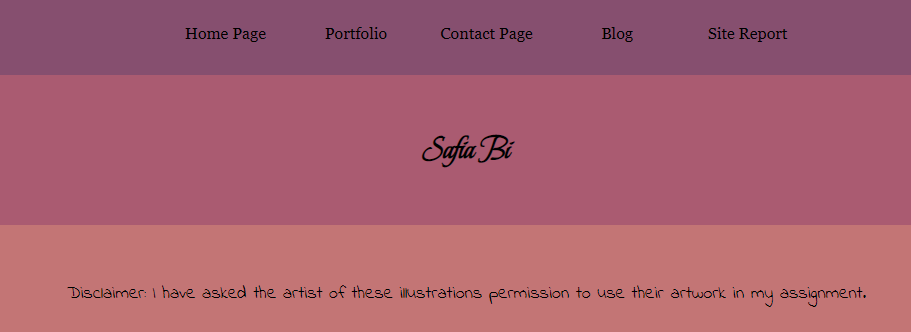 Home Page Portfolio Contact Page Blog Site Report
Safia Bi
Disclaimer: I have asked the artist of these illustrations permission to use their artwork in my assignment.